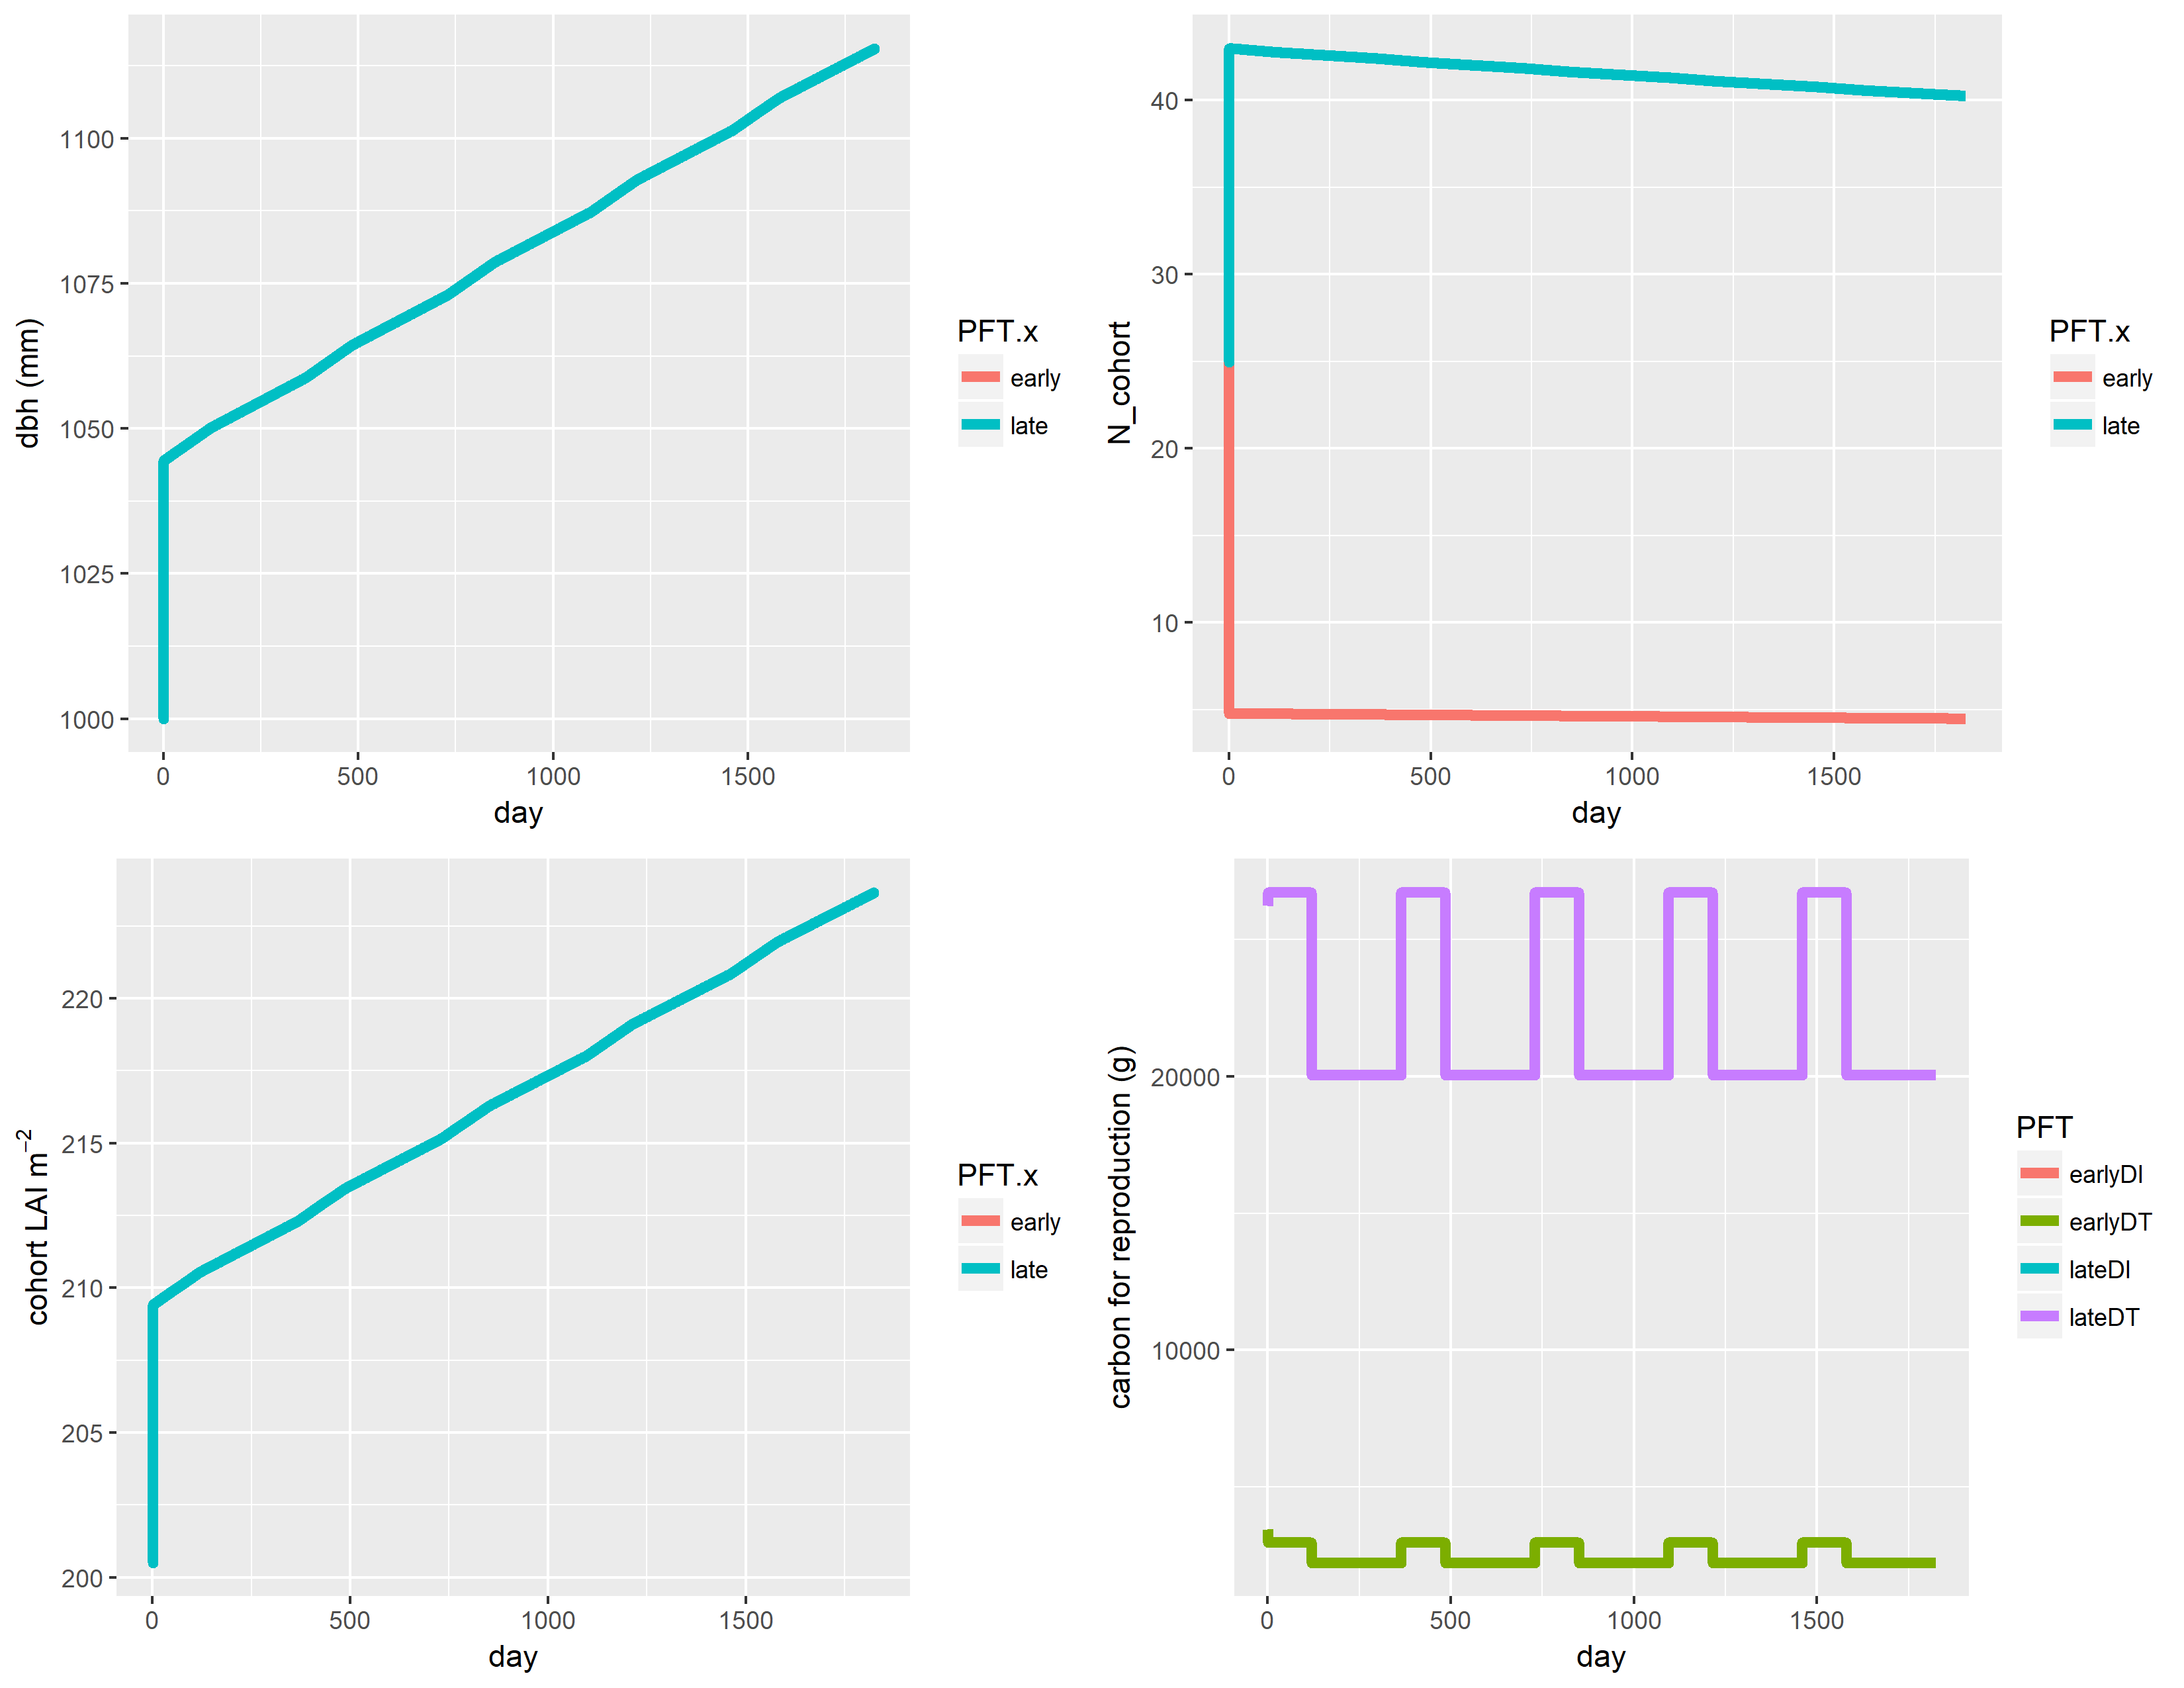 dbh (mm)
1100
1075
1050
1025
1000
0 500 1000 1500
day
PFT.x
early
late
N_cohort
40
30
20
10
0 500 1000 1500
day
PFT.x
early
late
cohort LAI m⁻²
220
215
210
205
200
0 500 1000 1500
day
PFT.x
early
late
carbon for reproduction (g)
20000
10000
0 500 1000 1500
day
PFT
earlyDI
earlyDT
lateDI
lateDT